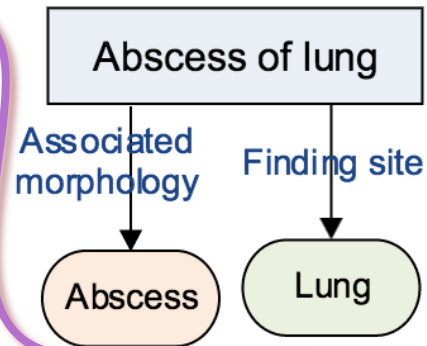 Abscess of lung
Associated
morphology
Finding site
Abscess
Lung